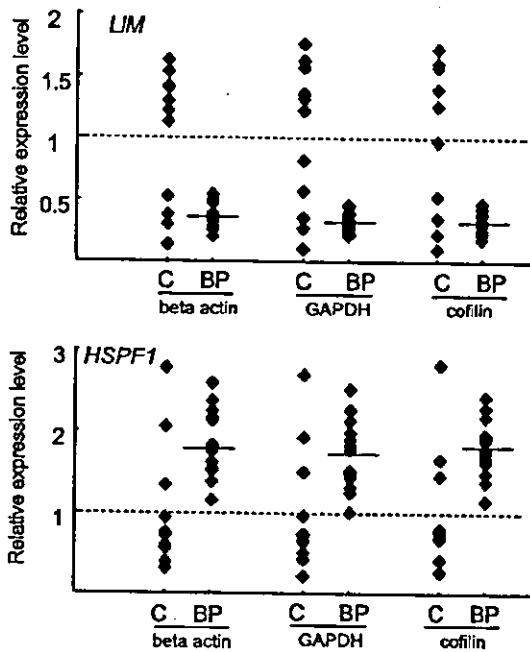 LIM
Relative expression level
2
1.5
1
0.5
C BP C BP C BP
beta actin GAPDH cofilin
HSPF1
Relative expression level
3
2
1
C BP C BP C BP
beta actin GAPDH cofilin